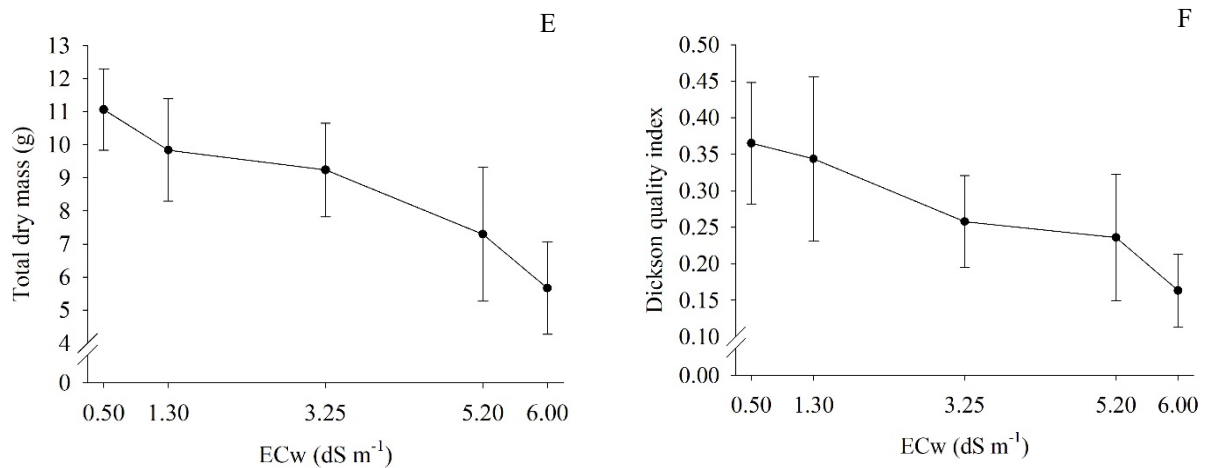 E
13
12
11
10
9
8
7
6
5
4
0
Total dry mass (g)
0.50 1.30 3.25 5.20 6.00
ECw (dS m⁻¹)
F
0.50
0.45
0.40
0.35
0.30
0.25
0.20
0.15
0.10
0.00
Dickson quality index
0.50 1.30 3.25 5.20 6.00
ECw (dS m⁻¹)